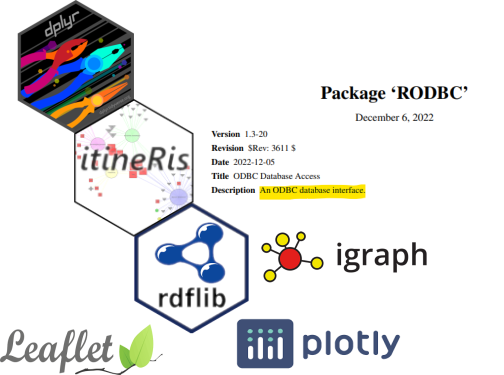 dplyr
Package ‘RODBC’
December 6, 2022
itineRis
Version 1.3-20
Revision $Rev: 3611 $
Date 2022-12-05
Title ODBC Database Access
Description An ODBC database interface.
rdflib
igraph
Leaflet
plotly